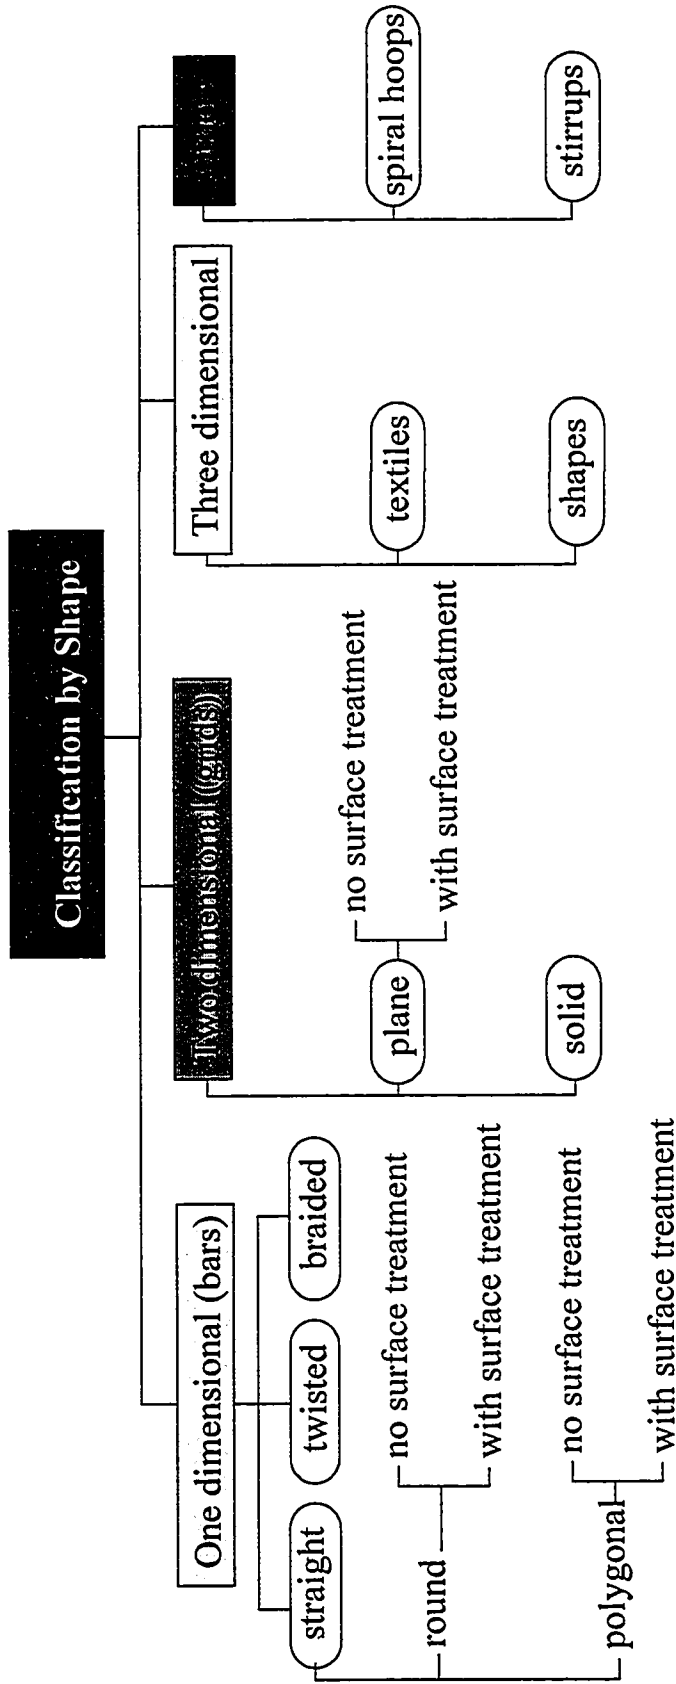 Classification by Shape
One dimensional (bars)
Two dimensional (grids)
Three dimensional
straight
twisted
braided
round
no surface treatment
with surface treatment
polygonal
no surface treatment
with surface treatment
plane
no surface treatment
with surface treatment
solid
textiles
shapes
spiral hoops
stirrups